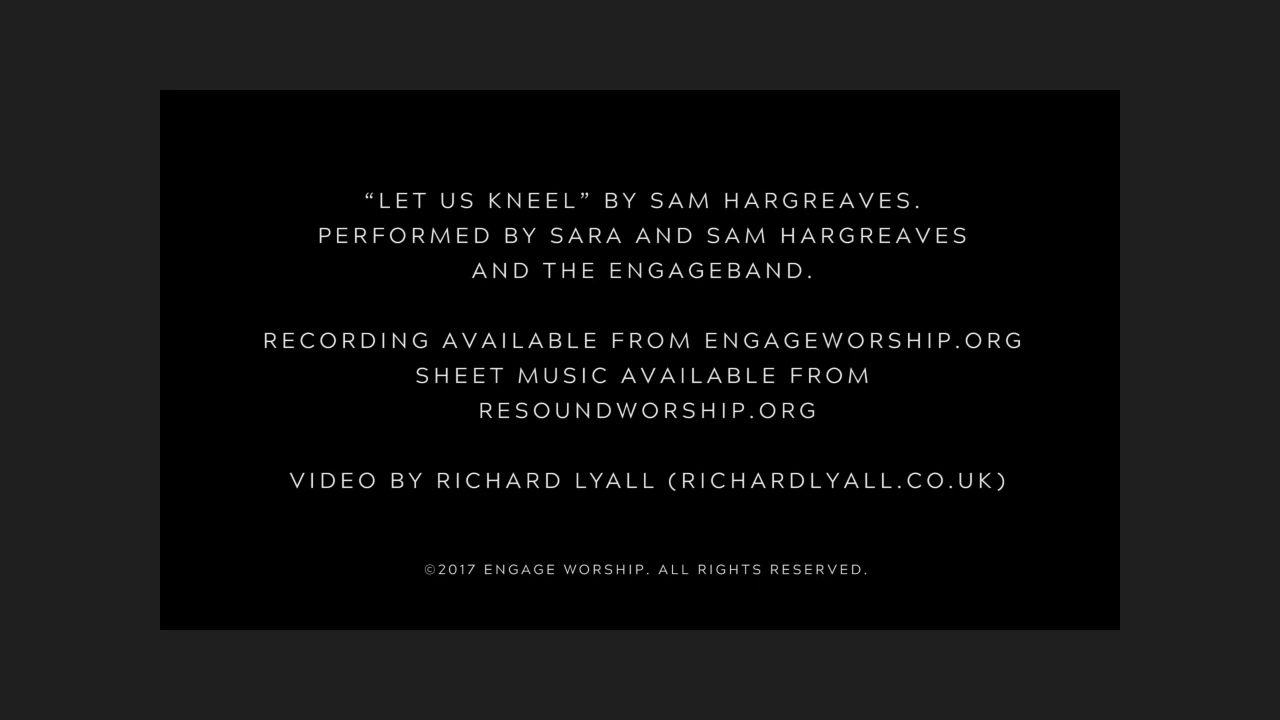 “LET US KNEEL” BY SAM HARGREAVES.
PERFORMED BY SARA AND SAM HARGREAVES
AND THE ENGAGEBAND.
RECORDING AVAILABLE FROM ENGAGEWORSHIP.ORG
SHEET MUSIC AVAILABLE FROM
RESOUNDWORSHIP.ORG
VIDEO BY RICHARD LYALL (RICHARDLYALL.CO.UK)
©2017 ENGAGE WORSHIP. ALL RIGHTS RESERVED.